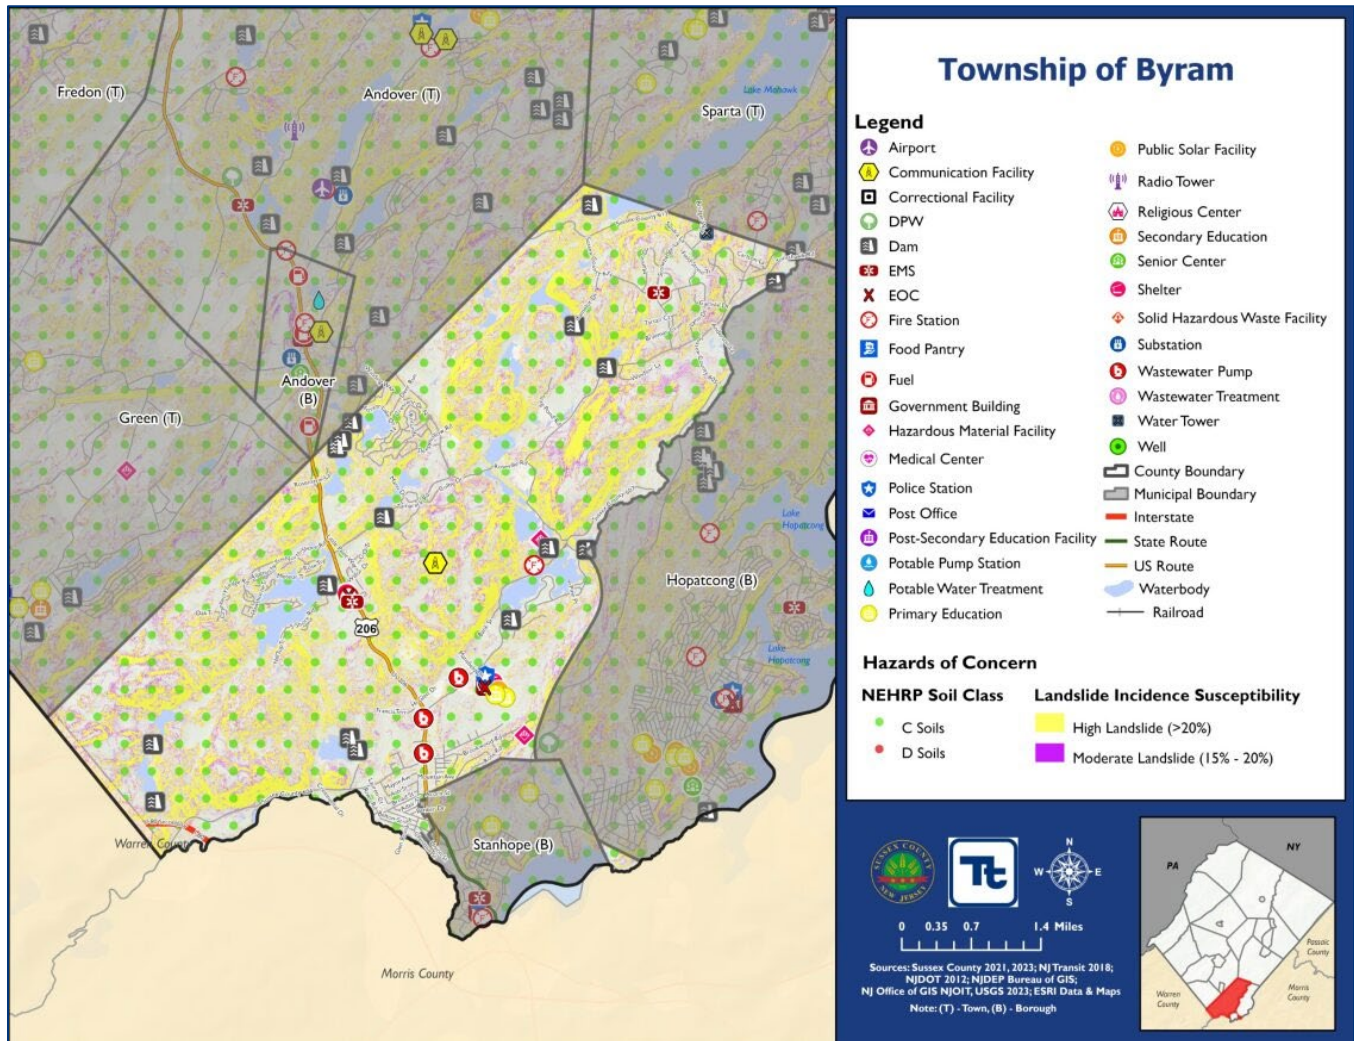 Township of Byram
Legend
Airport
Communication Facility
Correctional Facility
DPW
Dam
EMS
EOC
Fire Station
Food Pantry
Fuel
Government Building
Hazardous Material Facility
Medical Center
Police Station
Post Office
Post-Secondary Education Facility
Potable Pump Station
Potable Water Treatment
Primary Education
Public Solar Facility
Radio Tower
Religious Center
Secondary Education
Senior Center
Shelter
Solid Hazardous Waste Facility
Substation
Wastewater Pump
Wastewater Treatment
Water Tower
Well
County Boundary
Municipal Boundary
Interstate
State Route
US Route
Waterbody
Railroad
Hazards of Concern
NEHRP Soil Class
C Soils
D Soils
Landslide Incidence Susceptibility
High Landslide (>20%)
Moderate Landslide (15% - 20%)
Fredon (T)
Andover (T)
Lake Mohawk
Sparta (T)
Andover
(B)
Green (T)
Lake
Hopatcong
Hopatcong (B)
206
Lake
Hopatcong
Stanhope (B)
Warren County
Morris County
SUSSEX COUNTY
NEW JERSEY
Tt
N
W
E
S
0 0.35 0.7 1.4 Miles
Sources: Sussex County 2021, 2023; NJ Transit 2018;
NJDOT 2012; NJDEP Bureau of GIS;
NJ Office of GIS NJOIT, USGS 2023; ESRI Data & Maps
Note: (T) - Town, (B) - Borough
PA
NY
Passaic
County
Morris
County
Warren
County